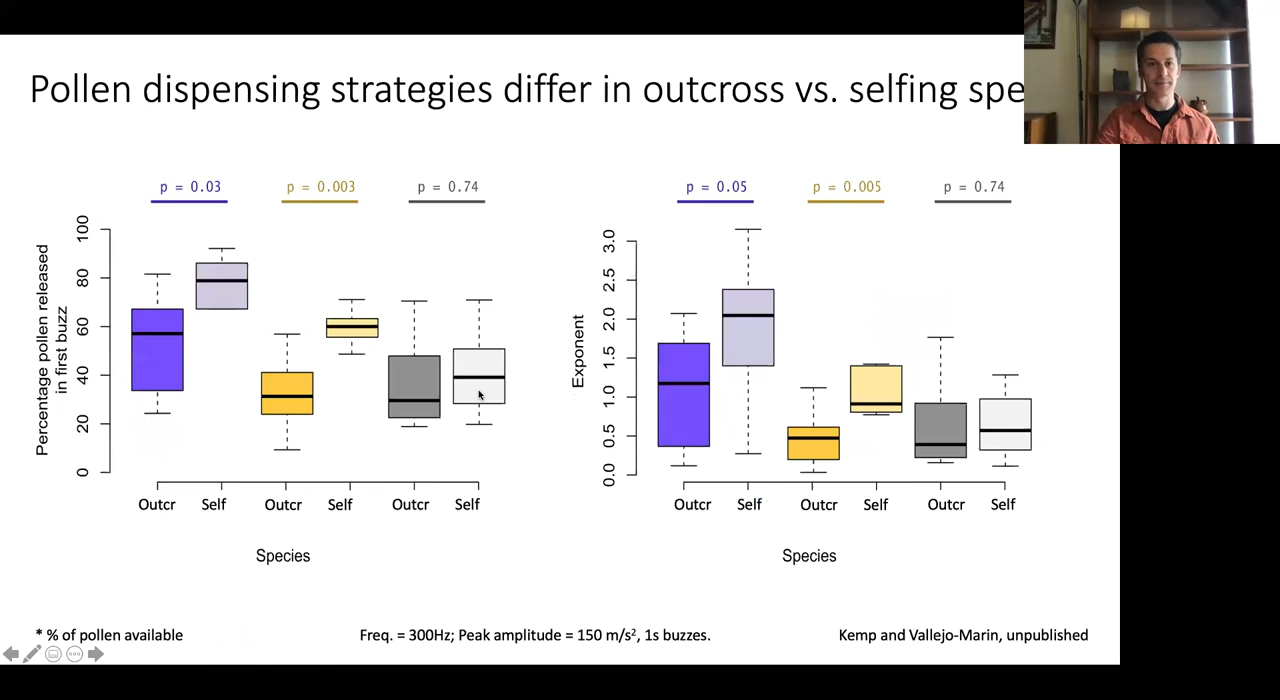 Pollen dispensing strategies differ in outcross vs. selfing spe
p = 0.03
p = 0.003
p = 0.74
Percentage pollen released
in first buzz
100
80
60
40
20
0
Outcr
Self
Outcr
Self
Outcr
Self
Species
p = 0.05
p = 0.005
p = 0.74
Exponent
3.0
2.5
2.0
1.5
1.0
0.5
0.0
Outcr
Self
Outcr
Self
Outcr
Self
Species
* % of pollen available
Freq. = 300Hz; Peak amplitude = 150 m/s², 1s buzzes.
Kemp and Vallejo-Marin, unpublished